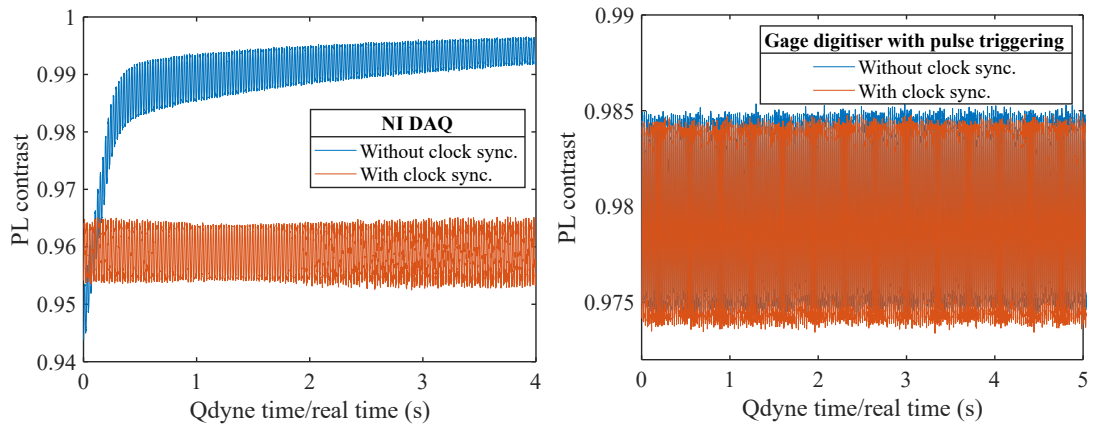 1
0.99
0.98
0.97
0.96
0.95
0.94
PL contrast
NI DAQ
Without clock sync.
With clock sync.
0
1
2
3
4
Qdyne time/real time (s)
0.99
0.985
0.98
0.975
PL contrast
Gage digitiser with pulse triggering
Without clock sync.
With clock sync.
0
1
2
3
4
5
Qdyne time/real time (s)